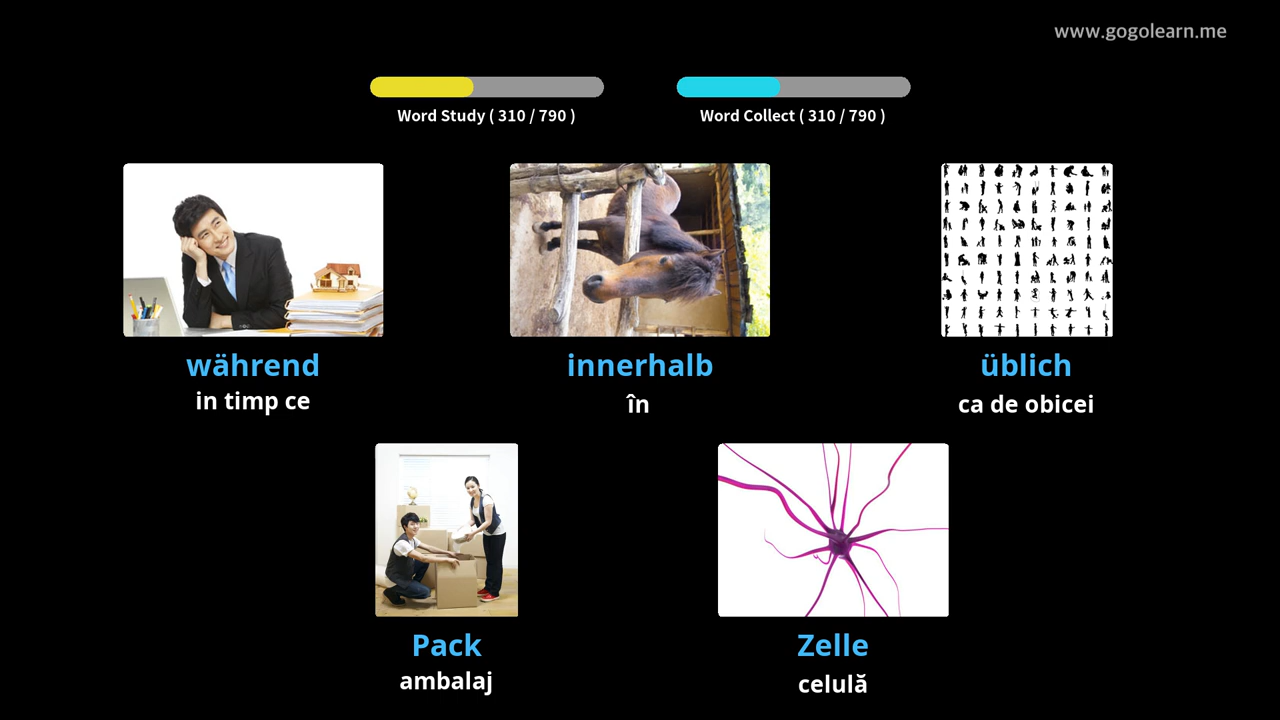 www.gogolearn.me
Word Study ( 310 / 790 )
Word Collect ( 310 / 790 )
während
in timp ce
innerhalb
în
üblich
ca de obicei
Pack
ambalaj
Zelle
celulă